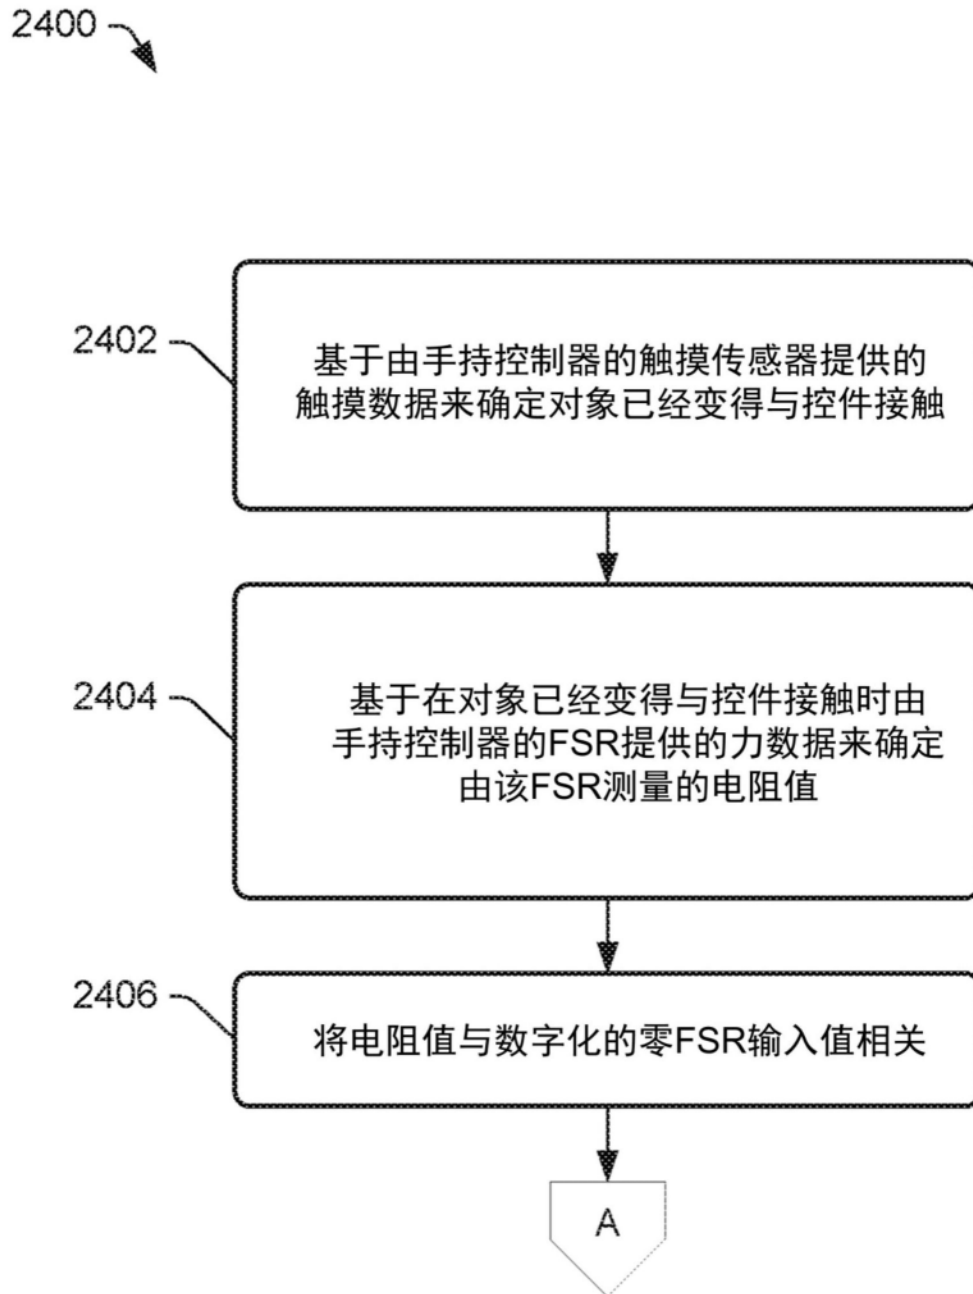 2400
2402
基于由手持控制器的触摸传感器提供的
触摸数据来确定对象已经变得与控件接触
2404
基于在对象已经变得与控件接触时由
手持控制器的FSR提供的力数据来确定
由该FSR测量的电阻值
2406
将电阻值与数字化的零FSR输入值相关
A